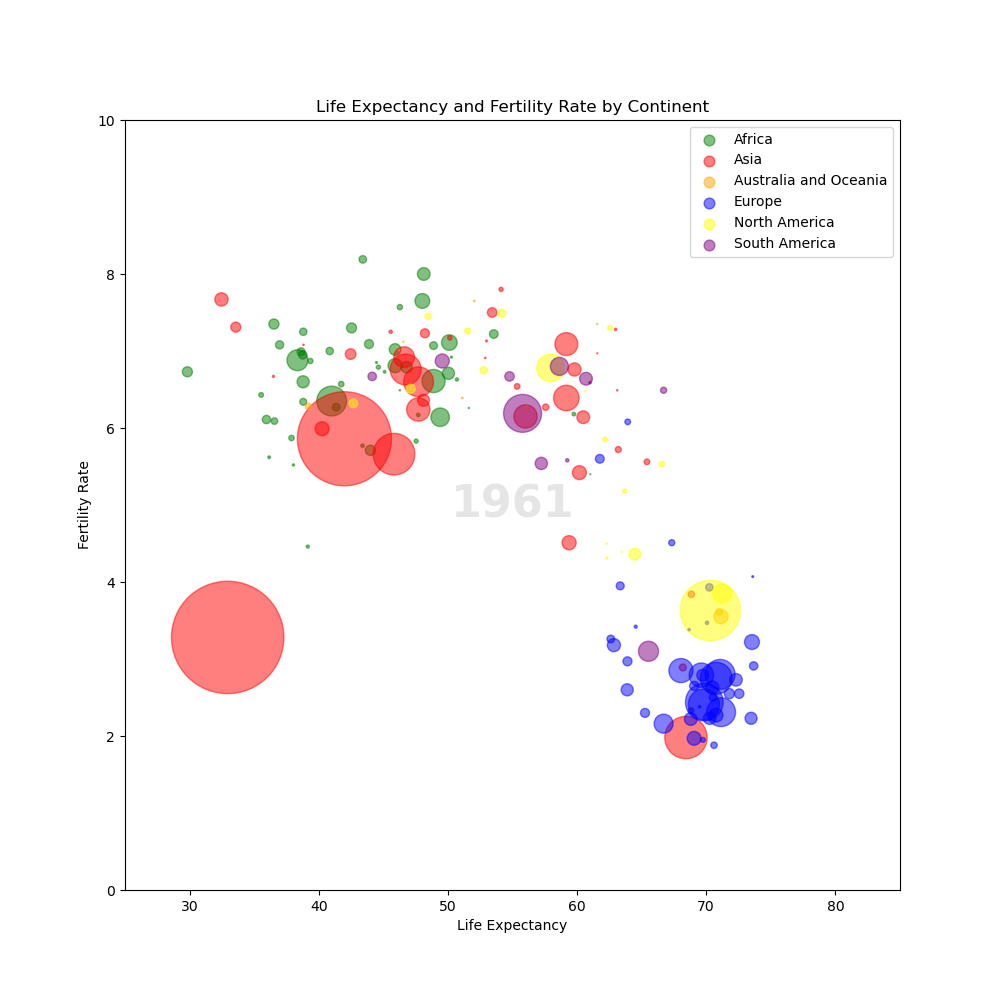 Life Expectancy and Fertility Rate by Continent
10
8
6
4
2
0
Fertility Rate
Africa
Asia
Australia and Oceania
Europe
North America
South America
1961
30 40 50 60 70 80
Life Expectancy